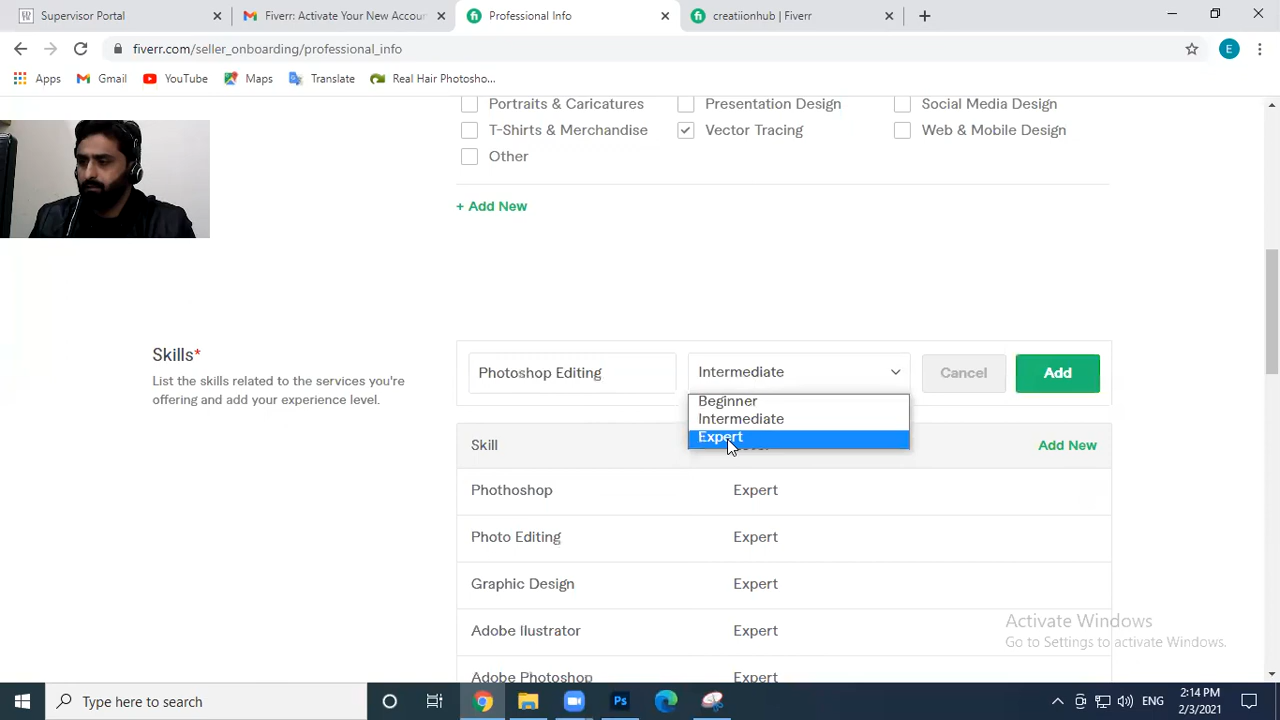 Supervisor Portal
Fiverr: Activate Your New Accou
Professional Info
creatiionhub | Fiverr
fiverr.com/seller_onboarding/professional_info
E
Apps
Gmail
YouTube
Maps
Translate
Real Hair Photosho...
Portraits & Caricatures
Presentation Design
Social Media Design
T-Shirts & Merchandise
Vector Tracing
Web & Mobile Design
Other
+ Add New
Skills*
List the skills related to the services you're
offering and add your experience level.
Photoshop Editing
Intermediate
Cancel
Add
Beginner
Intermediate
Expert
Skill
Add New
Phothoshop
Expert
Photo Editing
Expert
Graphic Design
Expert
Adobe Ilustrator
Expert
Adobe Photoshop
Expert
Activate Windows
Go to Settings to activate Windows.
Type here to search
Ps
ENG
2:14 PM
2/3/2021